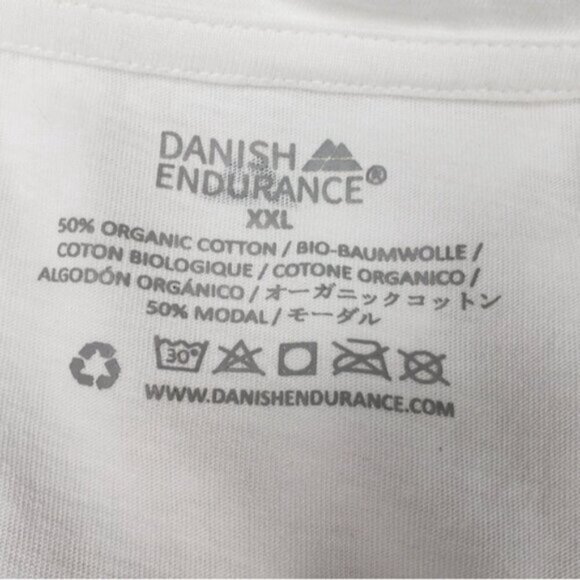 DANISH
ENDURANCE®
XXL
50% ORGANIC COTTON / BIO-BAUMWOLLE /
COTON BIOLOGIQUE / COTONE ORGANICO /
ALGODÓN ORGÁNICO / オーガニックコットン
50% MODAL / モーダル
30°
WWW.DANISHENDURANCE.COM